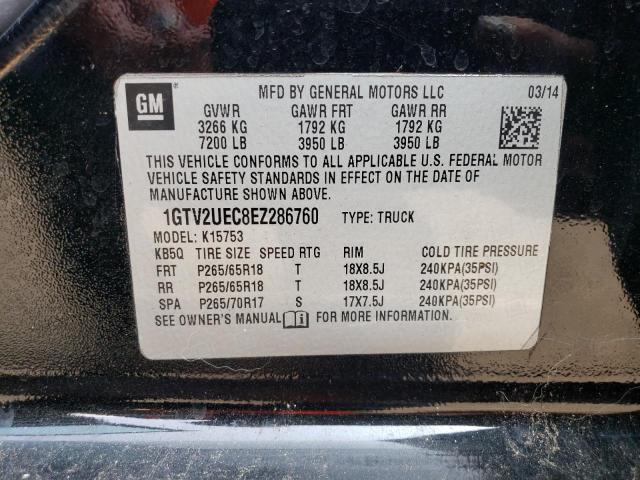 GM ® MFD BY GENERAL MOTORS LLC 03/14
GVWR GAWR FRT GAWR RR
3266 KG 1792 KG 1792 KG
7200 LB 3950 LB 3950 LB
THIS VEHICLE CONFORMS TO ALL APPLICABLE U.S. FEDERAL MOTOR
VEHICLE SAFETY STANDARDS IN EFFECT ON THE DATE OF
MANUFACTURE SHOWN ABOVE.
1GTV2UEC8EZ286760 TYPE: TRUCK
MODEL: K15753
KB5Q TIRE SIZE SPEED RTG RIM COLD TIRE PRESSURE
FRT P265/65R18 T 18X8.5J 240KPA(35PSI)
RR P265/65R18 T 18X8.5J 240KPA(35PSI)
SPA P265/70R17 S 17X7.5J 240KPA(35PSI)
SEE OWNER'S MANUAL FOR MORE INFORMATION.